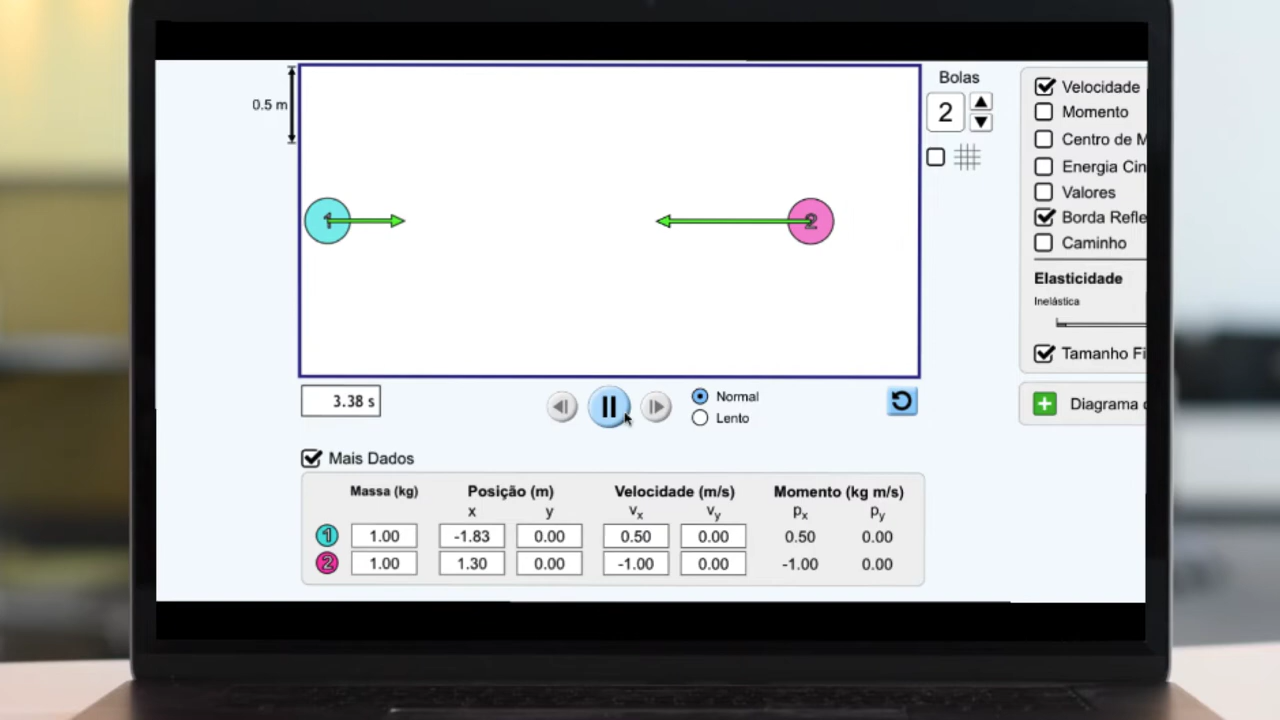 Bolas
2
0.5 m
1
2
Velocidade
Momento
Centro de M
Energia Cin
Valores
Borda Refle
Caminho
Elasticidade
Inelástica
Tamanho Fi
Diagrama d
3.38 s
Normal
Lento
Mais Dados
Massa (kg) Posição (m) Velocidade (m/s) Momento (kg m/s)
x y vx vy px py
1 1.00 -1.83 0.00 0.50 0.00 0.50 0.00
2 1.00 1.30 0.00 -1.00 0.00 -1.00 0.00